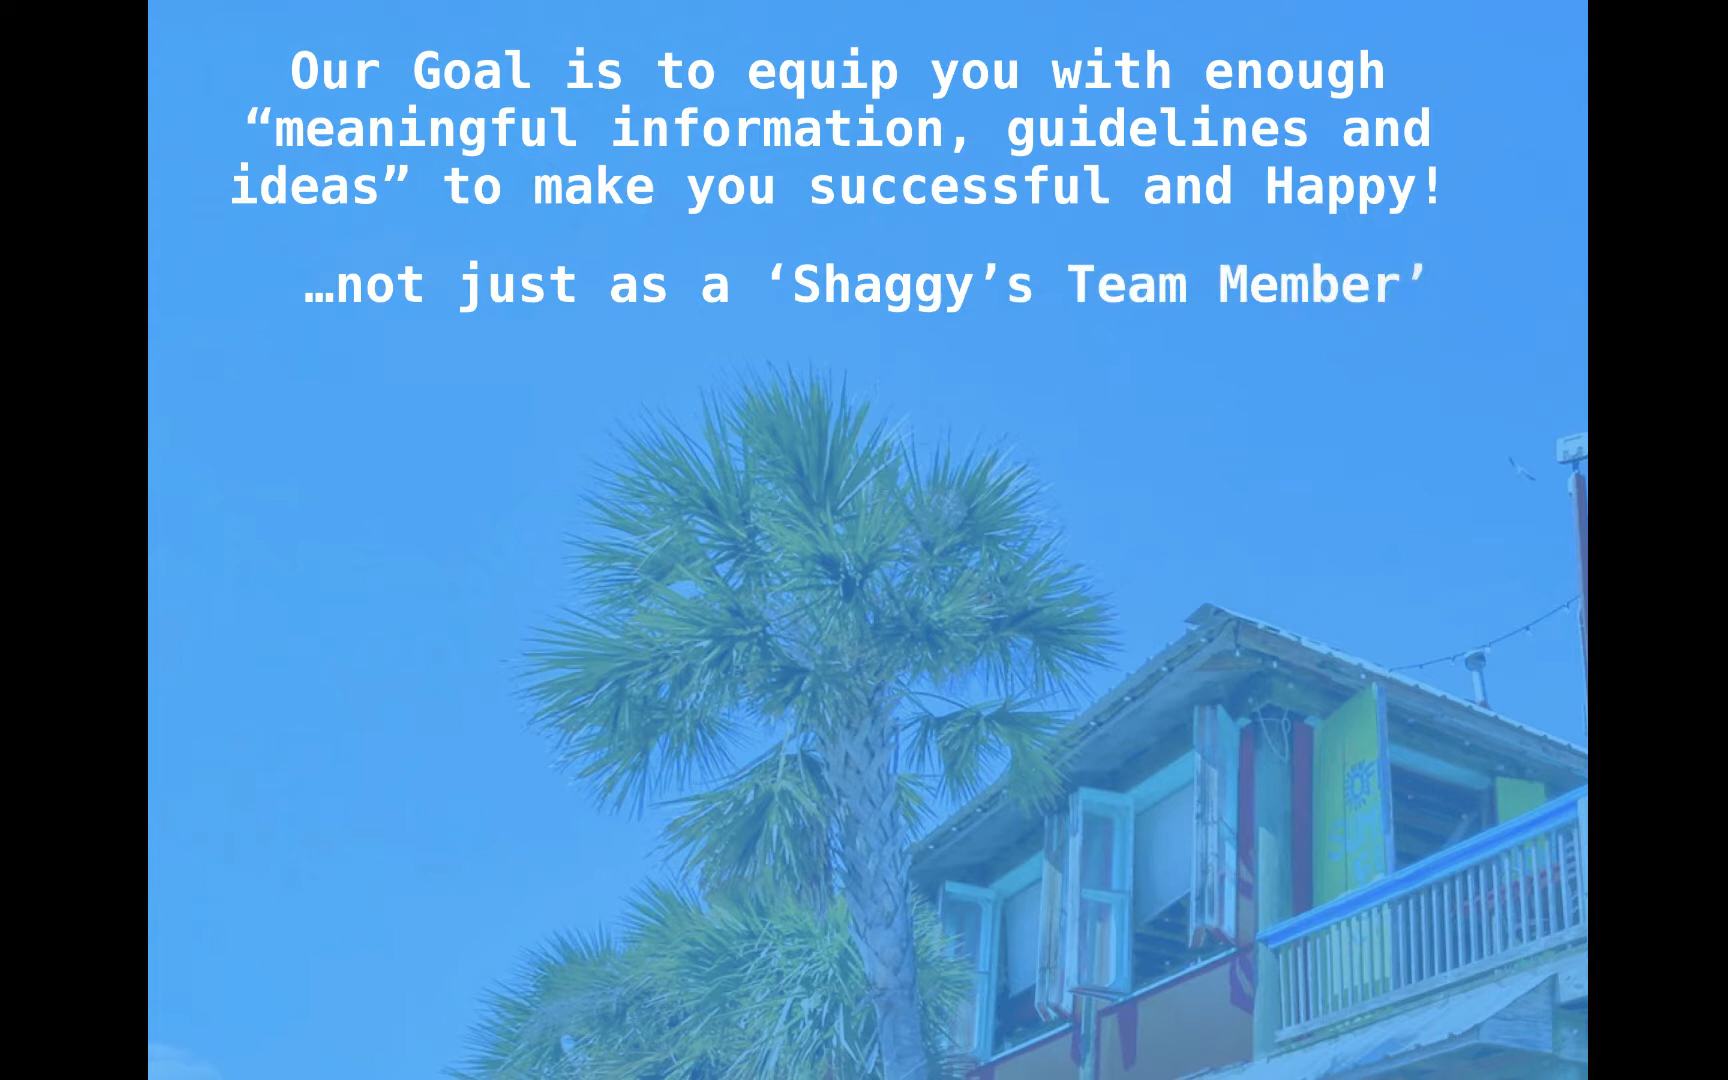 Our Goal is to equip you with enough
“meaningful information, guidelines and
ideas” to make you successful and Happy!
…not just as a ‘Shaggy’s Team Member’